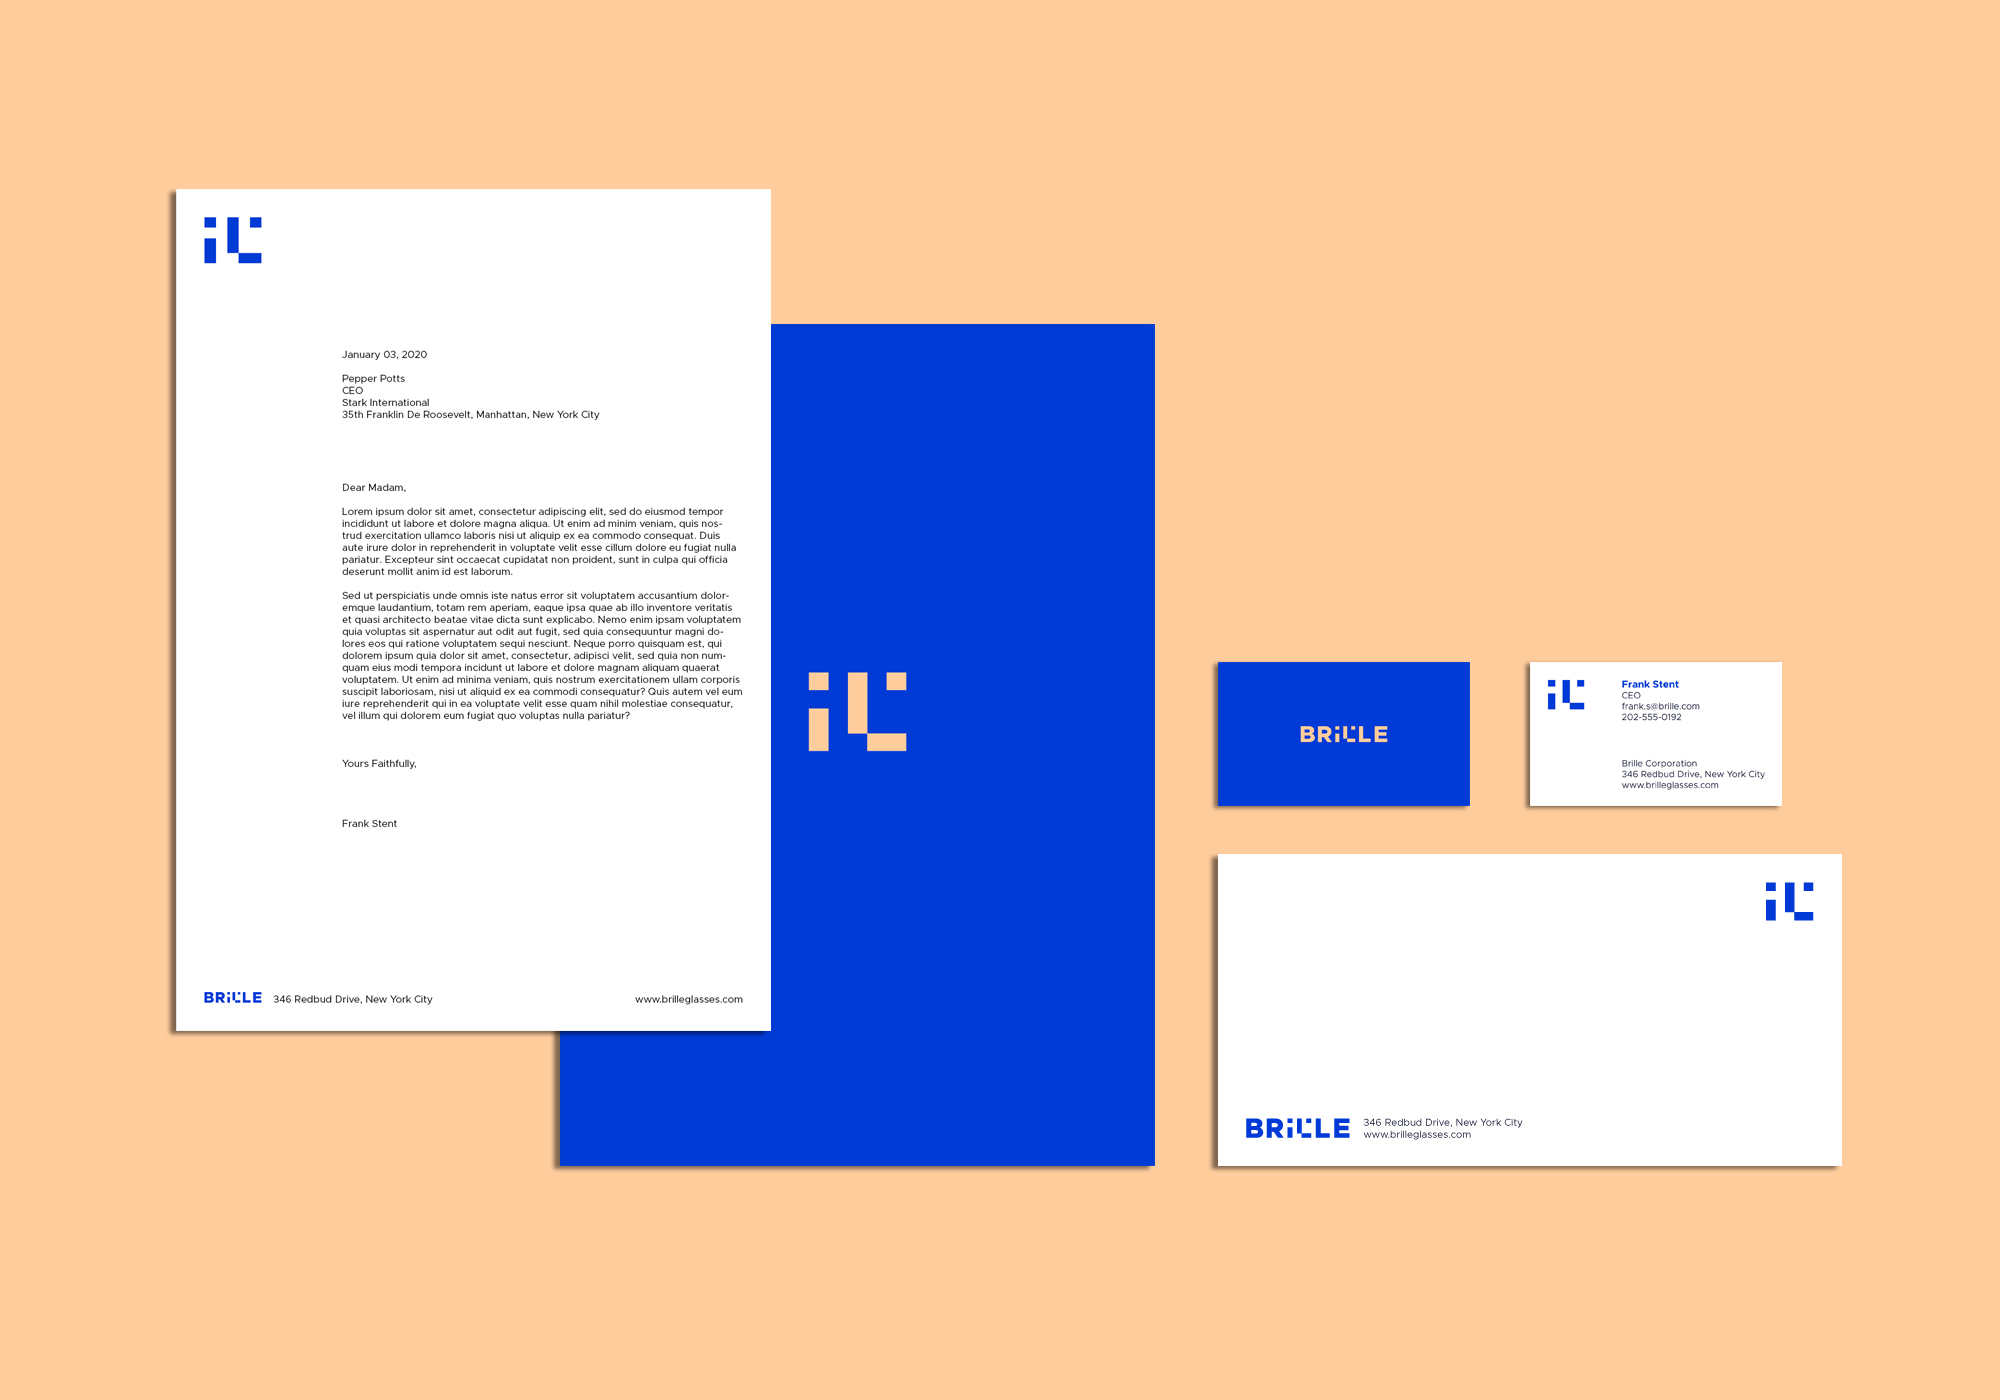 January 03, 2020
Pepper Potts
CEO
Stark International
35th Franklin De Roosevelt, Manhattan, New York City
Dear Madam,
Lorem ipsum dolor sit amet, consectetur adipiscing elit, sed do eiusmod tempor
incididunt ut labore et dolore magna aliqua. Ut enim ad minim veniam, quis nos-
trud exercitation ullamco laboris nisi ut aliquip ex ea commodo consequat. Duis
aute irure dolor in reprehenderit in voluptate velit esse cillum dolore eu fugiat nulla
pariatur. Excepteur sint occaecat cupidatat non proident, sunt in culpa qui officia
deserunt mollit anim id est laborum.
Sed ut perspiciatis unde omnis iste natus error sit voluptatem accusantium dolor-
emque laudantium, totam rem aperiam, eaque ipsa quae ab illo inventore veritatis
et quasi architecto beatae vitae dicta sunt explicabo. Nemo enim ipsam voluptatem
quia voluptas sit aspernatur aut odit aut fugit, sed quia consequuntur magni do-
lores eos qui ratione voluptatem sequi nesciunt. Neque porro quisquam est, qui
dolorem ipsum quia dolor sit amet, consectetur, adipisci velit, sed quia non num-
quam eius modi tempora incidunt ut labore et dolore magnam aliquam quaerat
voluptatem. Ut enim ad minima veniam, quis nostrum exercitationem ullam corporis
suscipit laboriosam, nisi ut aliquid ex ea commodi consequatur? Quis autem vel eum
iure reprehenderit qui in ea voluptate velit esse quam nihil molestiae consequatur,
vel illum qui dolorem eum fugiat quo voluptas nulla pariatur?
Yours Faithfully,
Frank Stent
BRiLLE 346 Redbud Drive, New York City www.brilleglasses.com
BRiLLE
Frank Stent
CEO
frank.s@brille.com
202-555-0192
Brille Corporation
346 Redbud Drive, New York City
www.brilleglasses.com
BRiLLE
346 Redbud Drive, New York City
www.brilleglasses.com